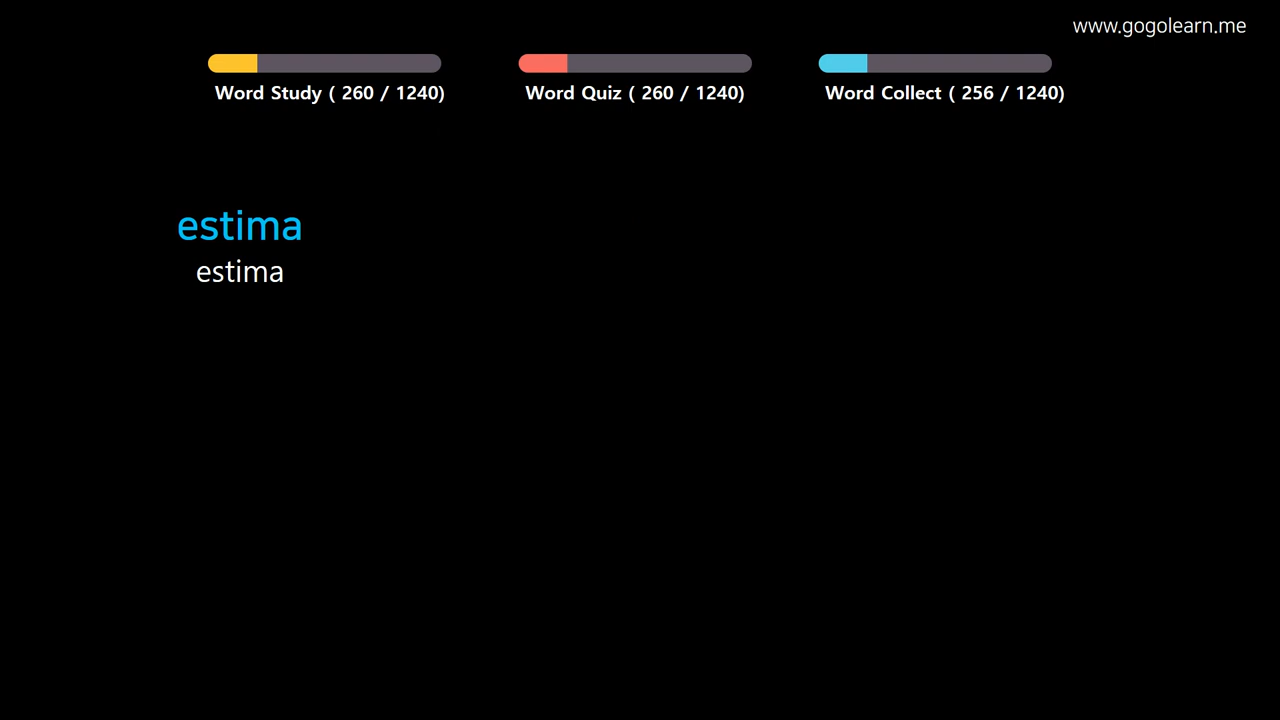 www.gogolearn.me
Word Study ( 260 / 1240)
Word Quiz ( 260 / 1240)
Word Collect ( 256 / 1240)
estima
estima